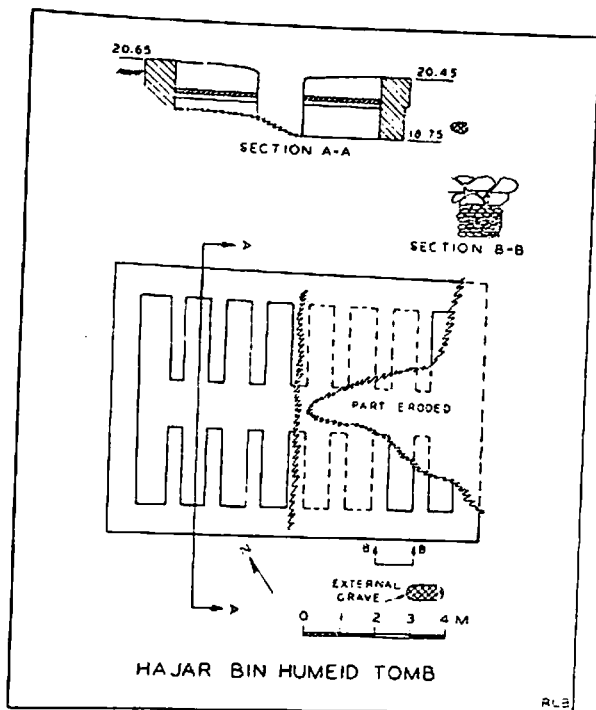 20.65
20.45
18.75
SECTION A-A
SECTION B-B
A
PART ERODED
B B
N
EXTERNAL
GRAVE
A
0 1 2 3 4 M
HAJAR BIN HUMEID TOMB
RLB